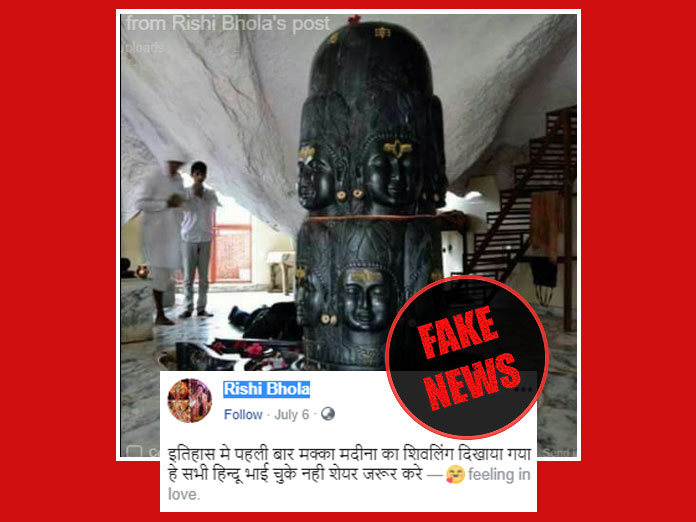 from Rishi Bhola's post
uploads
FAKE
NEWS
Rishi Bhola
Follow · July 6 ·
इतिहास मे पहली बार मक्का मदीना का शिवलिंग दिखाया गया
हे सभी हिन्दू भाई चुके नही शेयर जरूर करे — 🥰 feeling in
love.